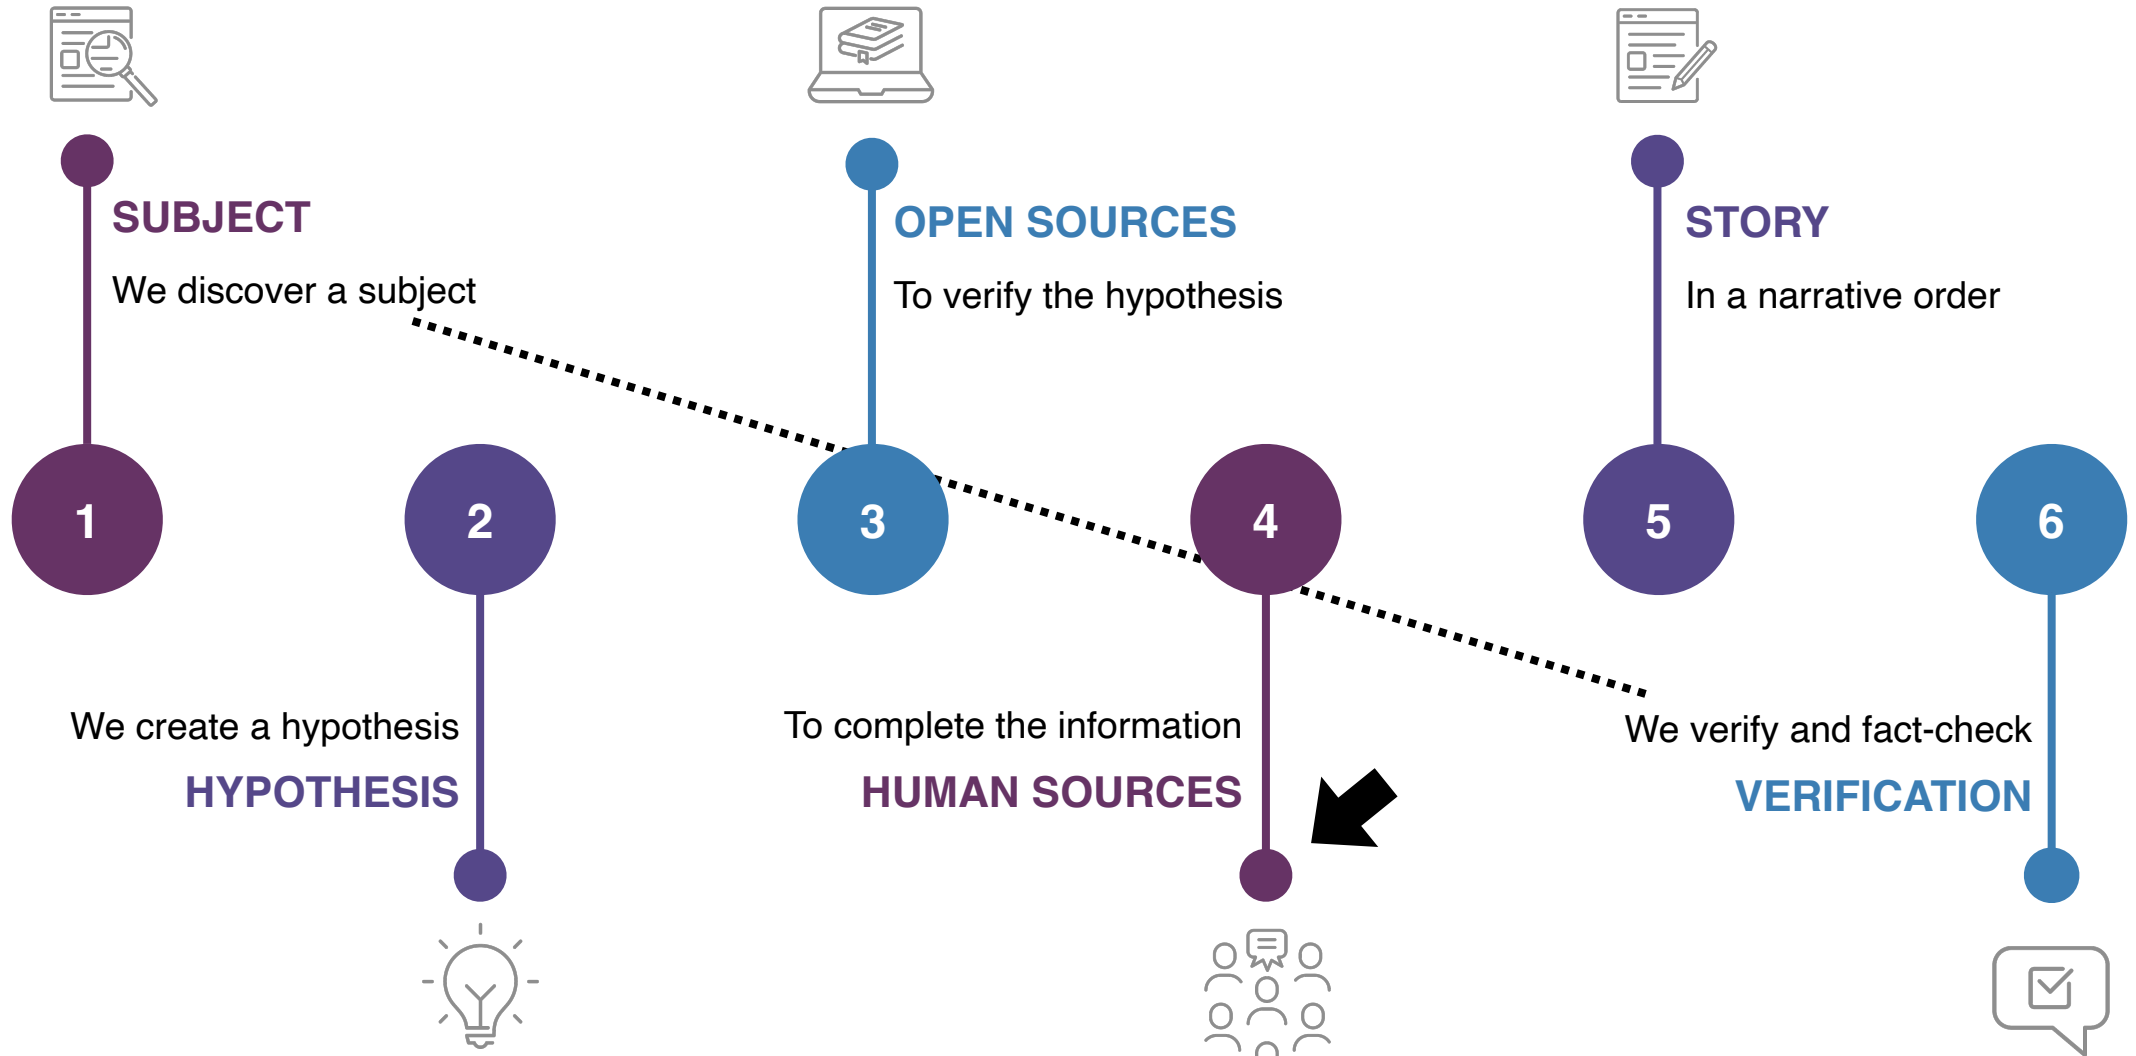 1
SUBJECT
We discover a subject
2
We create a hypothesis
HYPOTHESIS
3
OPEN SOURCES
To verify the hypothesis
4
To complete the information
HUMAN SOURCES
5
STORY
In a narrative order
6
We verify and fact-check
VERIFICATION